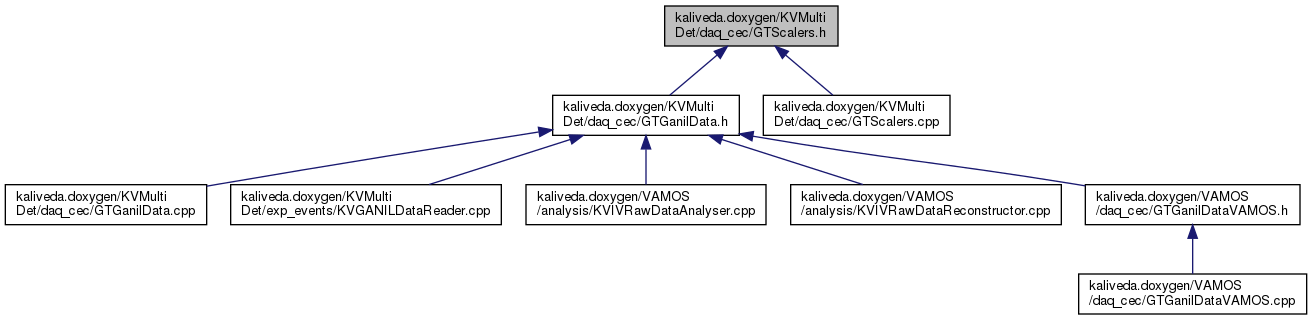 kaliveda.doxygen/KVMulti
Det/daq_cec/GTScalers.h
kaliveda.doxygen/KVMulti
Det/daq_cec/GTGanilData.h
kaliveda.doxygen/KVMulti
Det/daq_cec/GTScalers.cpp
kaliveda.doxygen/KVMulti
Det/daq_cec/GTGanilData.cpp
kaliveda.doxygen/KVMulti
Det/exp_events/KVGANILDataReader.cpp
kaliveda.doxygen/VAMOS
/analysis/KVIVRawDataAnalyser.cpp
kaliveda.doxygen/VAMOS
/analysis/KVIVRawDataReconstructor.cpp
kaliveda.doxygen/VAMOS
/daq_cec/GTGanilDataVAMOS.h
kaliveda.doxygen/VAMOS
/daq_cec/GTGanilDataVAMOS.cpp